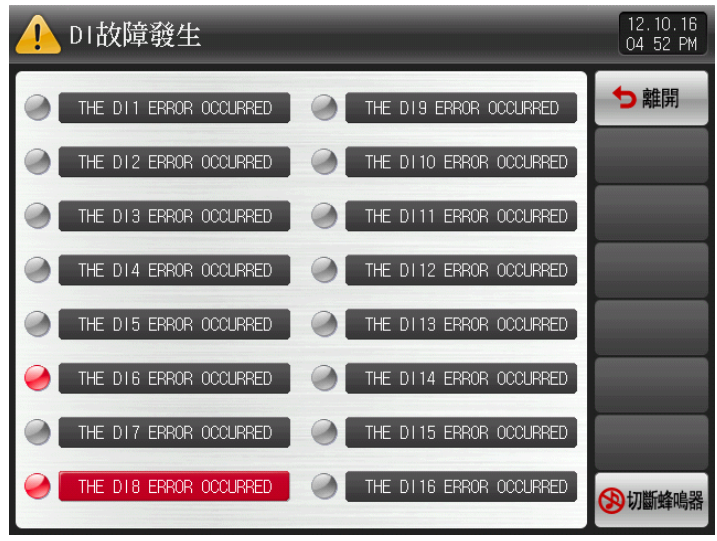 DI故障發生
12.10.16
04 52 PM
THE DI1 ERROR OCCURRED
THE DI2 ERROR OCCURRED
THE DI3 ERROR OCCURRED
THE DI4 ERROR OCCURRED
THE DI5 ERROR OCCURRED
THE DI6 ERROR OCCURRED
THE DI7 ERROR OCCURRED
THE DI8 ERROR OCCURRED
THE DI9 ERROR OCCURRED
THE DI10 ERROR OCCURRED
THE DI11 ERROR OCCURRED
THE DI12 ERROR OCCURRED
THE DI13 ERROR OCCURRED
THE DI14 ERROR OCCURRED
THE DI15 ERROR OCCURRED
THE DI16 ERROR OCCURRED
離開
切斷蜂鳴器